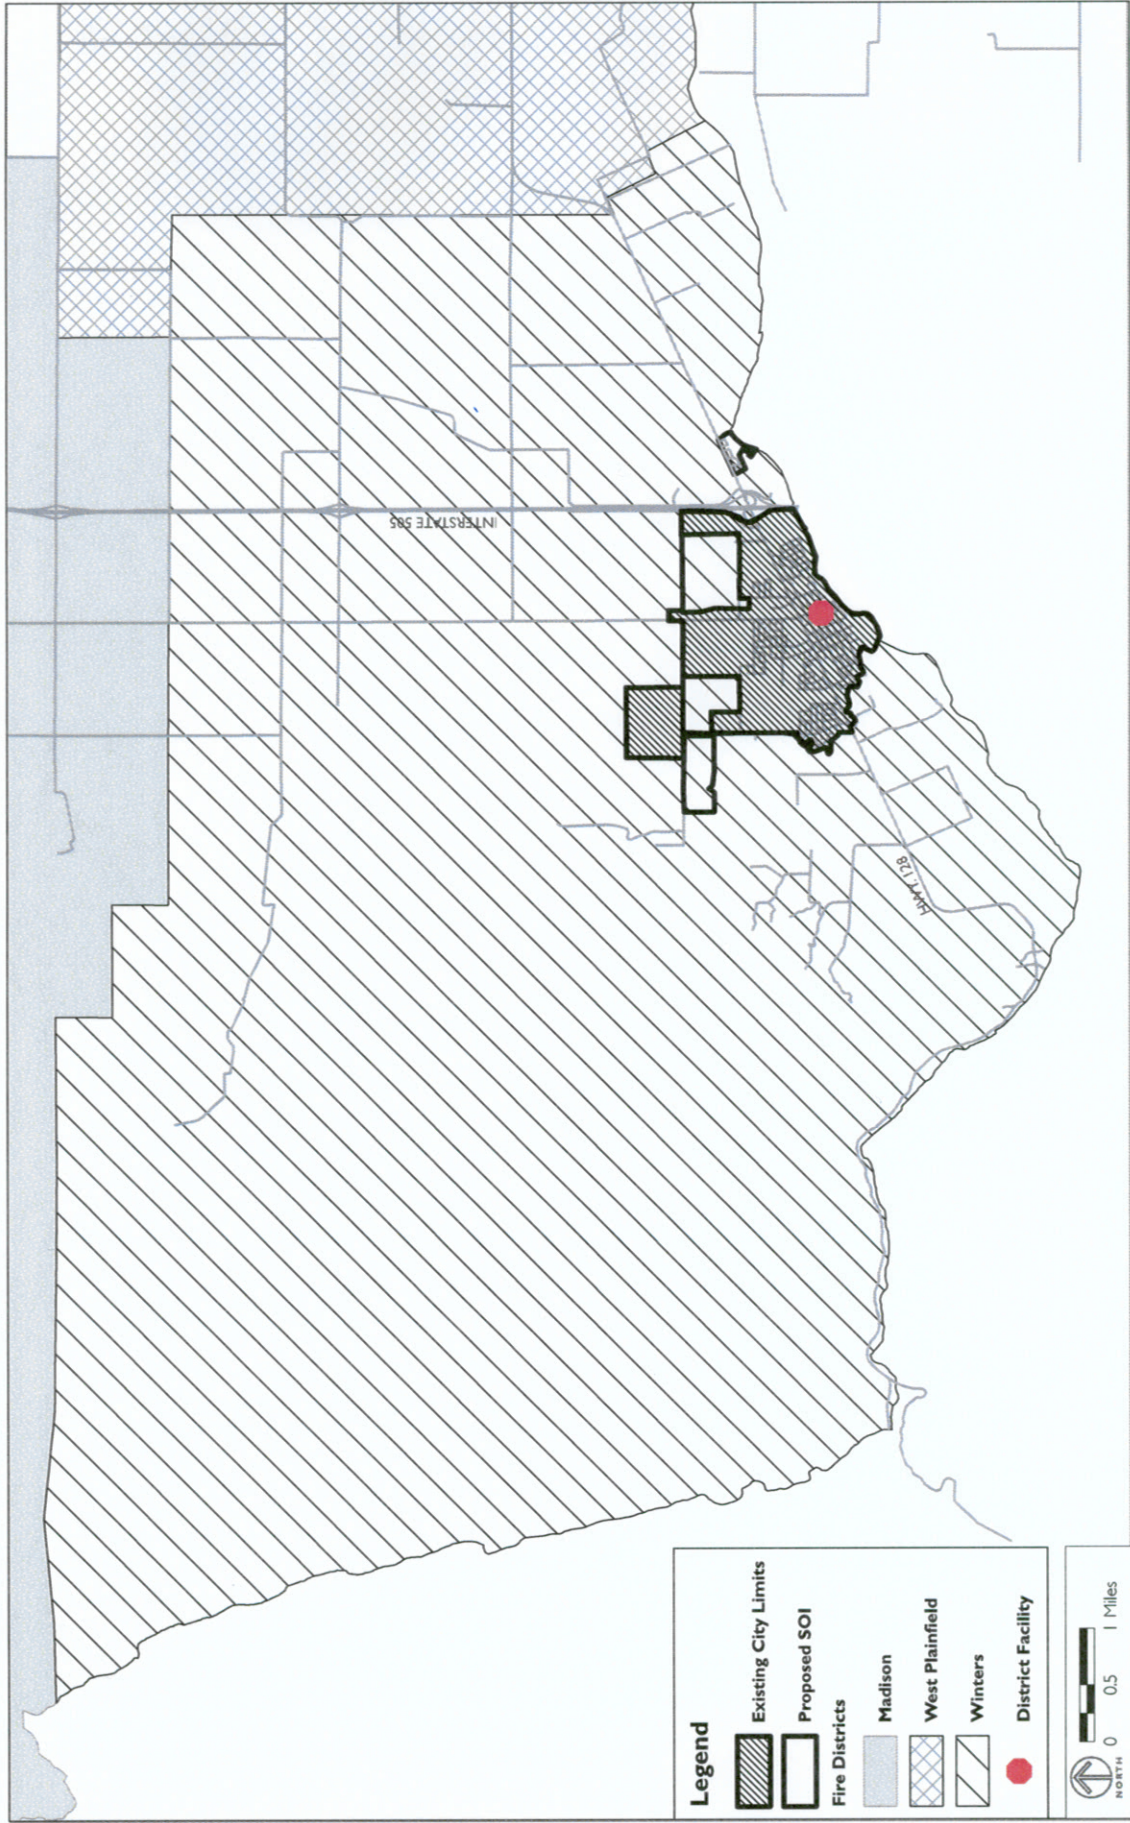 INTERSTATE 505
HWY. 128
Legend
Existing City Limits
Proposed SOI
Fire Districts
Madison
West Plainfield
Winters
District Facility
NORTH
0 0.5 1 Miles